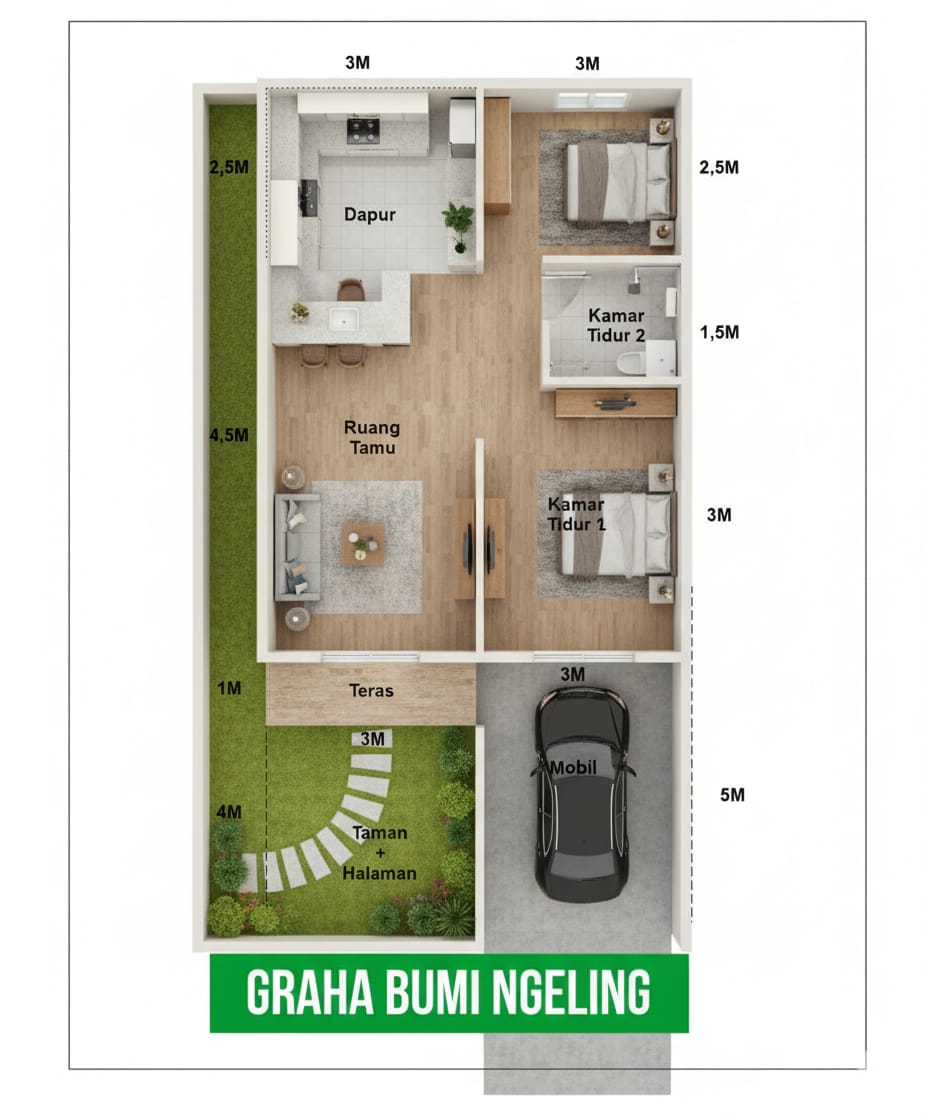 3M
3M
2,5M
2,5M
Dapur
Kamar
Tidur 2
1,5M
4,5M
Ruang
Tamu
Kamar
Tidur 1
3M
3M
1M
Teras
3M
Mobil
5M
4M
Taman
+
Halaman
GRAHA BUMI NGELING